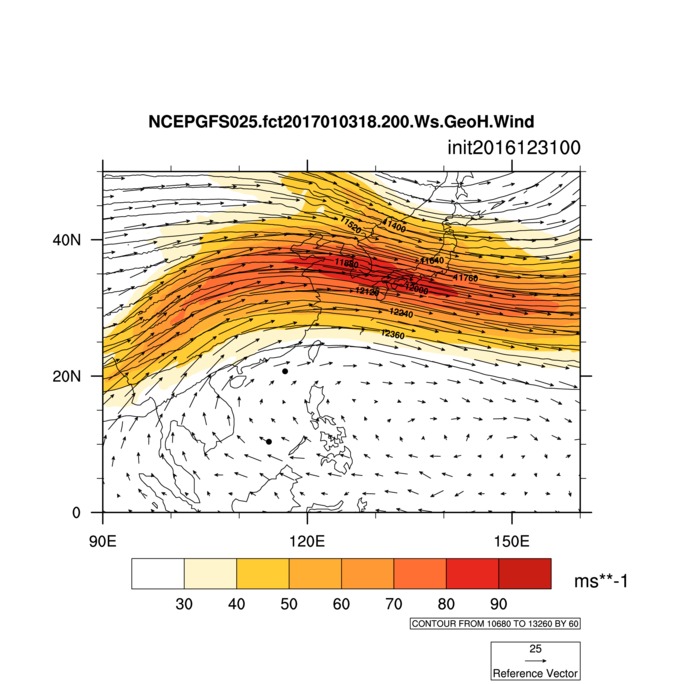 NCEPGFS025.fct2017010318.200.Ws.GeoH.Wind
init2016123100
40N
20N
0
11520
11400
11880
11640
11760
12120
12000
12240
12360
90E
120E
150E
30 40 50 60 70 80 90
ms**-1
CONTOUR FROM 10680 TO 13260 BY 60
25
Reference Vector